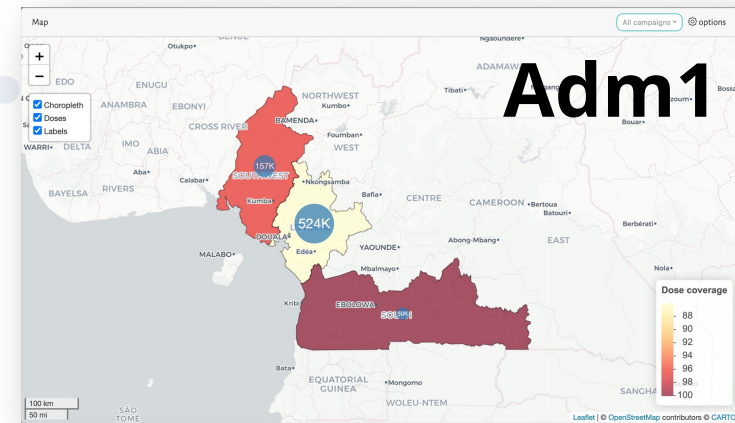 Map
All campaigns
options
Adm1
+
−
Choropleth
Doses
Labels
Otukpo
Ngaoundere
ADAMAW
EDO
ENUGU
NORTHWEST
Kumbo
Tibati
ANAMBRA
EBONYI
BAMENDA
CROSS RIVER
Bouar
Foumban
WARRI
DELTA
IMO
ABIA
WEST
157K
SOUTHWEST
Aba
Calabar
Nkongsamba
BAYELSA
RIVERS
Bafia
CENTRE
CAMEROON
Bertoua
Kumba
Batouri
524K
Berbérati
DOUALA
Edéa
YAOUNDE
Abong-Mbang
EAST
MALABO
Mbalmayo
Nola
Dose coverage
88
90
92
94
96
98
100
Kribi
EBOLOWA
50K
Bata
EQUATORIAL
GUINEA
Mongomo
WOLEU-NTEM
SANGHA
100 km
50 mi
SÃO
TOMÉ
Leaflet | © OpenStreetMap contributors © CARTO